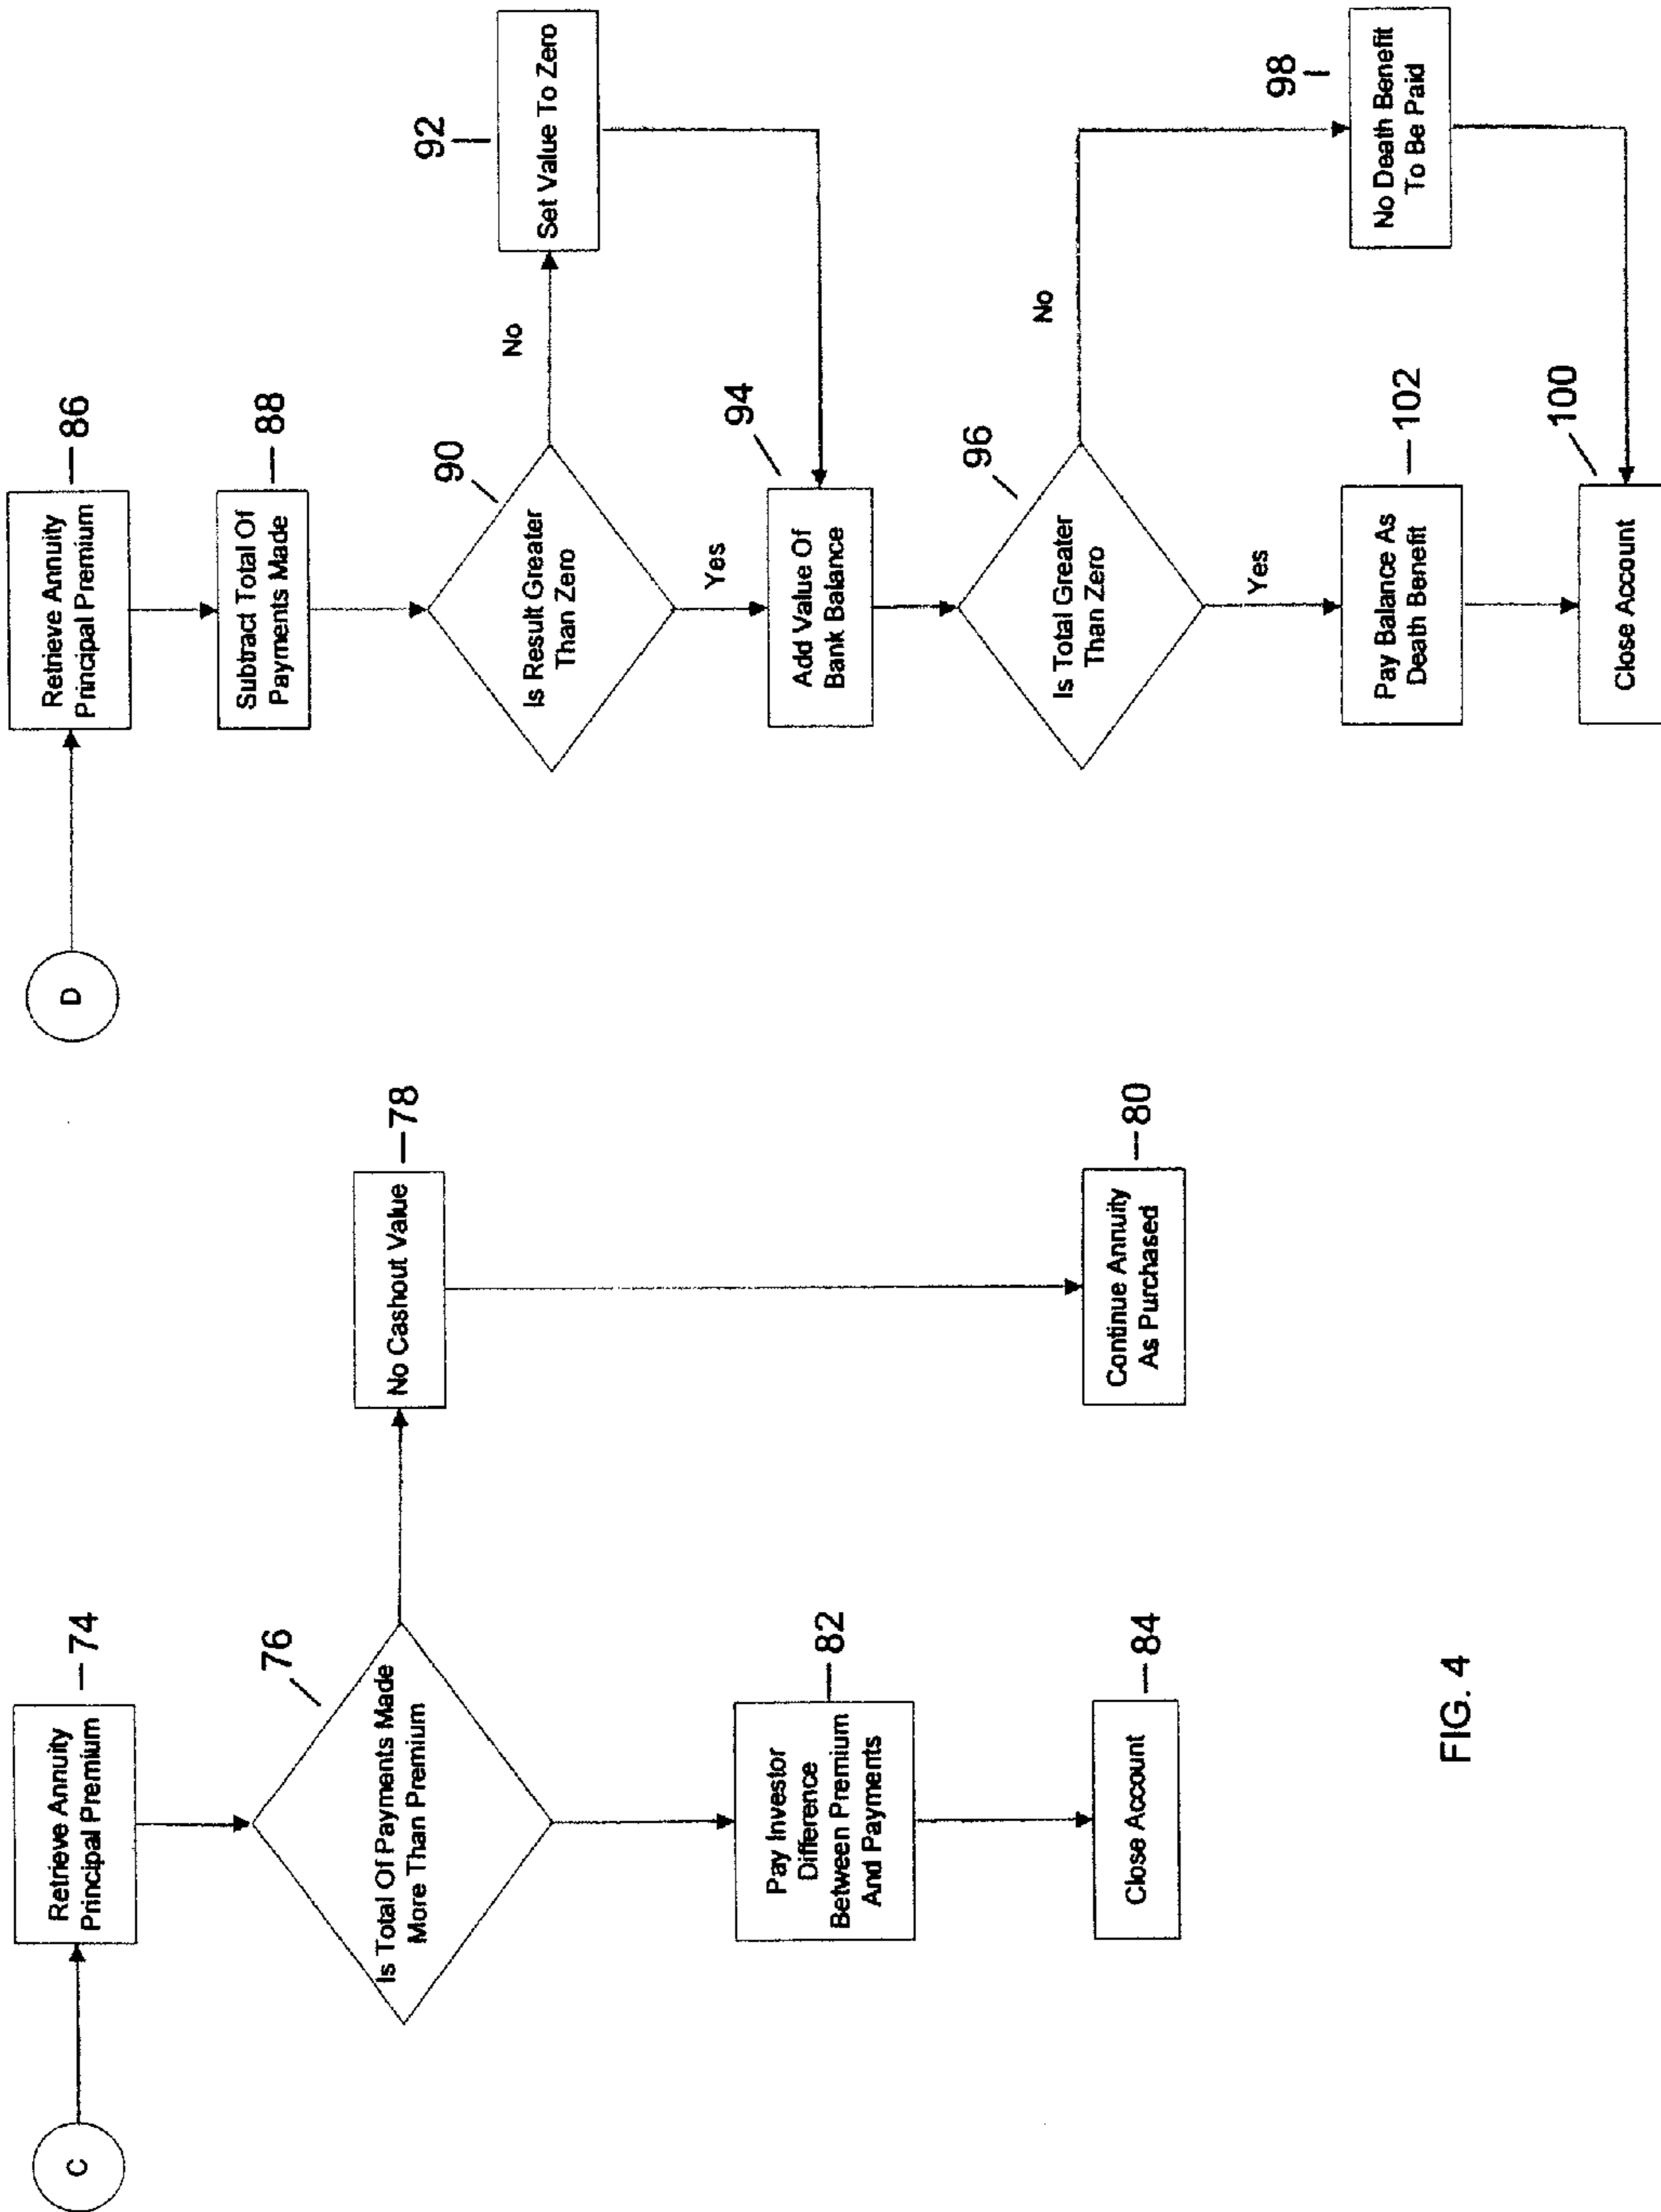 C
Retrieve Annuity
Principal Premium
74
76
Is Total Of Payments Made
More Than Premium
No Cashout Value
78
Pay Investor
Difference
Between Premium
And Payments
82
Continue Annuity
As Purchased
80
Close Account
84
D
Retrieve Annuity
Principal Premium
86
Subtract Total Of
Payments Made
88
90
Is Result Greater
Than Zero
No
92
Set Value To Zero
Yes
94
Add Value Of
Bank Balance
96
Is Total Greater
Than Zero
No
98
No Death Benefit
To Be Paid
Yes
Pay Balance As
Death Benefit
102
100
Close Account
FIG. 4